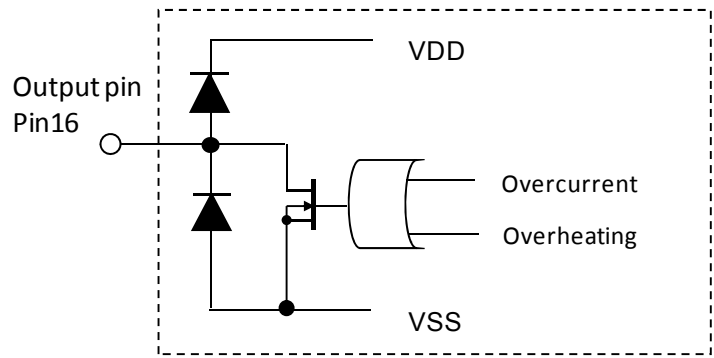 VDD
Output pin
Pin16
Overcurrent
Overheating
VSS